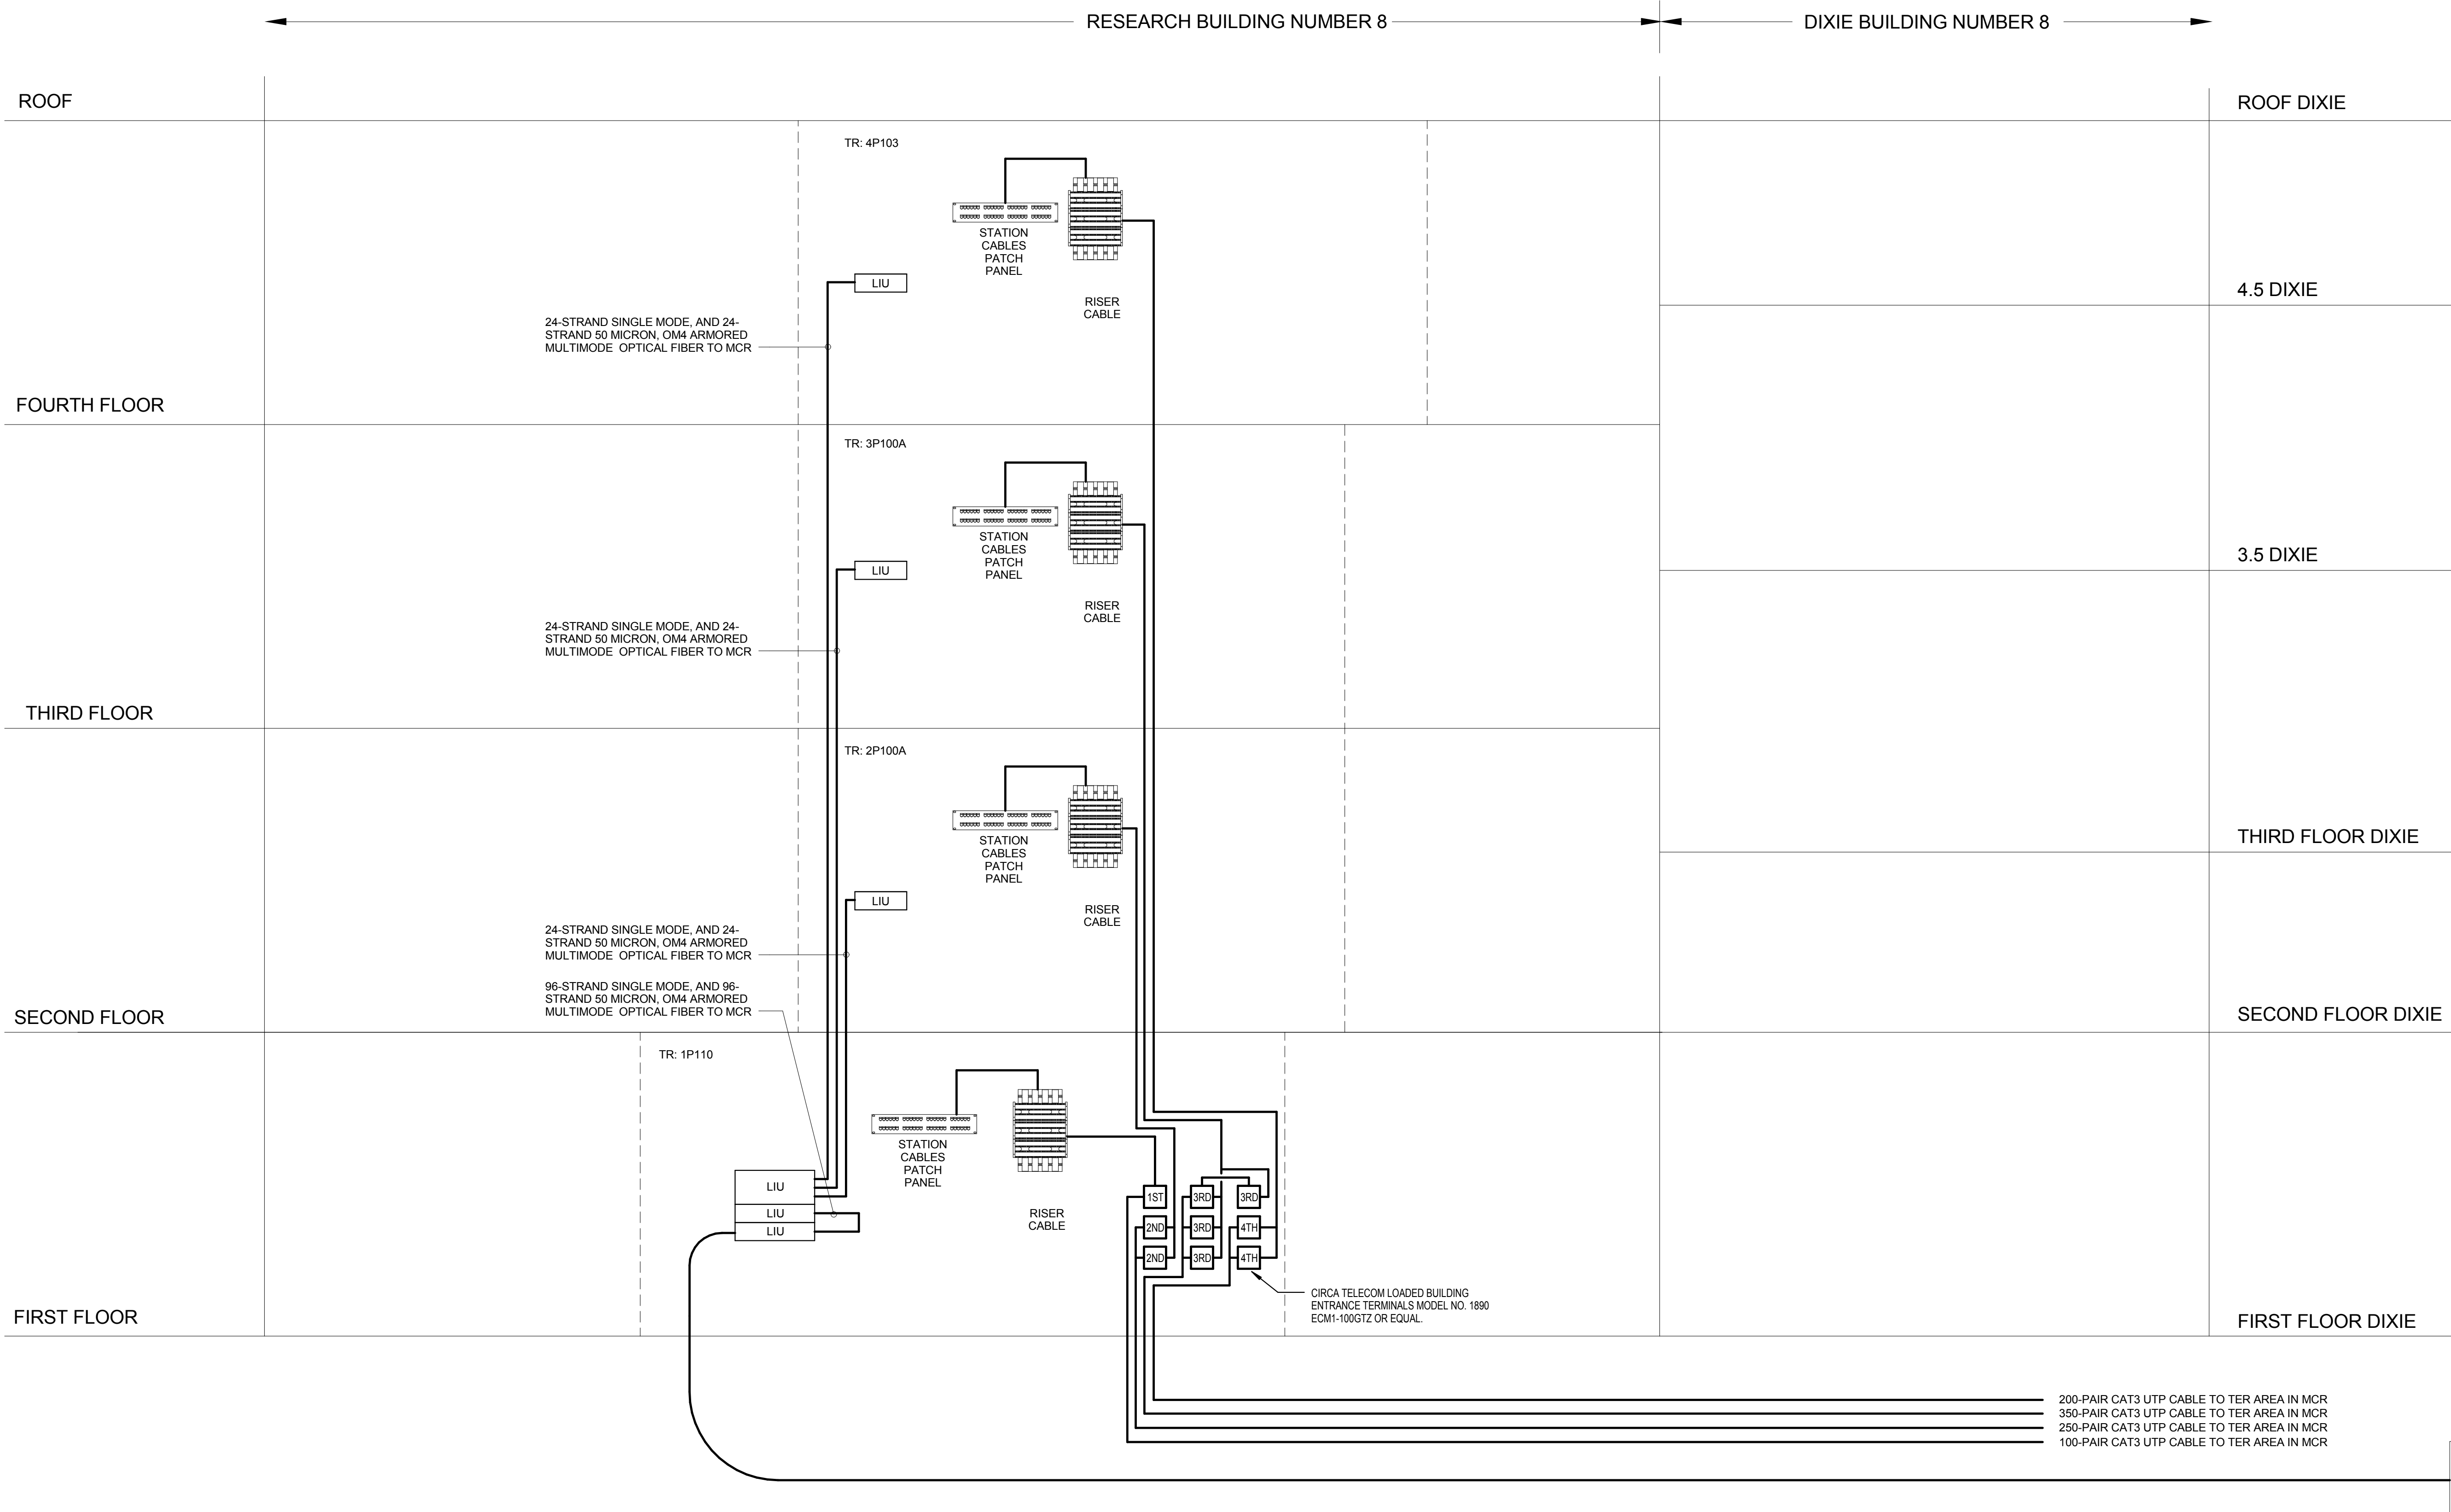 RESEARCH BUILDING NUMBER 8
DIXIE BUILDING NUMBER 8
ROOF
ROOF DIXIE
TR: 4P103
STATION
CABLES
PATCH
PANEL
LIU
4.5 DIXIE
RISER
CABLE
24-STRAND SINGLE MODE, AND 24-
STRAND 50 MICRON, OM4 ARMORED
MULTIMODE OPTICAL FIBER TO MCR
FOURTH FLOOR
TR: 3P100A
STATION
CABLES
PATCH
PANEL
3.5 DIXIE
LIU
RISER
CABLE
24-STRAND SINGLE MODE, AND 24-
STRAND 50 MICRON, OM4 ARMORED
MULTIMODE OPTICAL FIBER TO MCR
THIRD FLOOR
TR: 2P100A
THIRD FLOOR DIXIE
STATION
CABLES
PATCH
PANEL
LIU
RISER
CABLE
24-STRAND SINGLE MODE, AND 24-
STRAND 50 MICRON, OM4 ARMORED
MULTIMODE OPTICAL FIBER TO MCR
96-STRAND SINGLE MODE, AND 96-
STRAND 50 MICRON, OM4 ARMORED
MULTIMODE OPTICAL FIBER TO MCR
SECOND FLOOR
SECOND FLOOR DIXIE
TR: 1P110
STATION
CABLES
PATCH
PANEL
LIU
LIU
LIU
RISER
CABLE
1ST 3RD 3RD
2ND 3RD 4TH
2ND 3RD 4TH
CIRCA TELECOM LOADED BUILDING
ENTRANCE TERMINALS MODEL NO. 1890
ECM1-100GTZ OR EQUAL.
FIRST FLOOR
FIRST FLOOR DIXIE
200-PAIR CAT3 UTP CABLE TO TER AREA IN MCR
350-PAIR CAT3 UTP CABLE TO TER AREA IN MCR
250-PAIR CAT3 UTP CABLE TO TER AREA IN MCR
100-PAIR CAT3 UTP CABLE TO TER AREA IN MCR